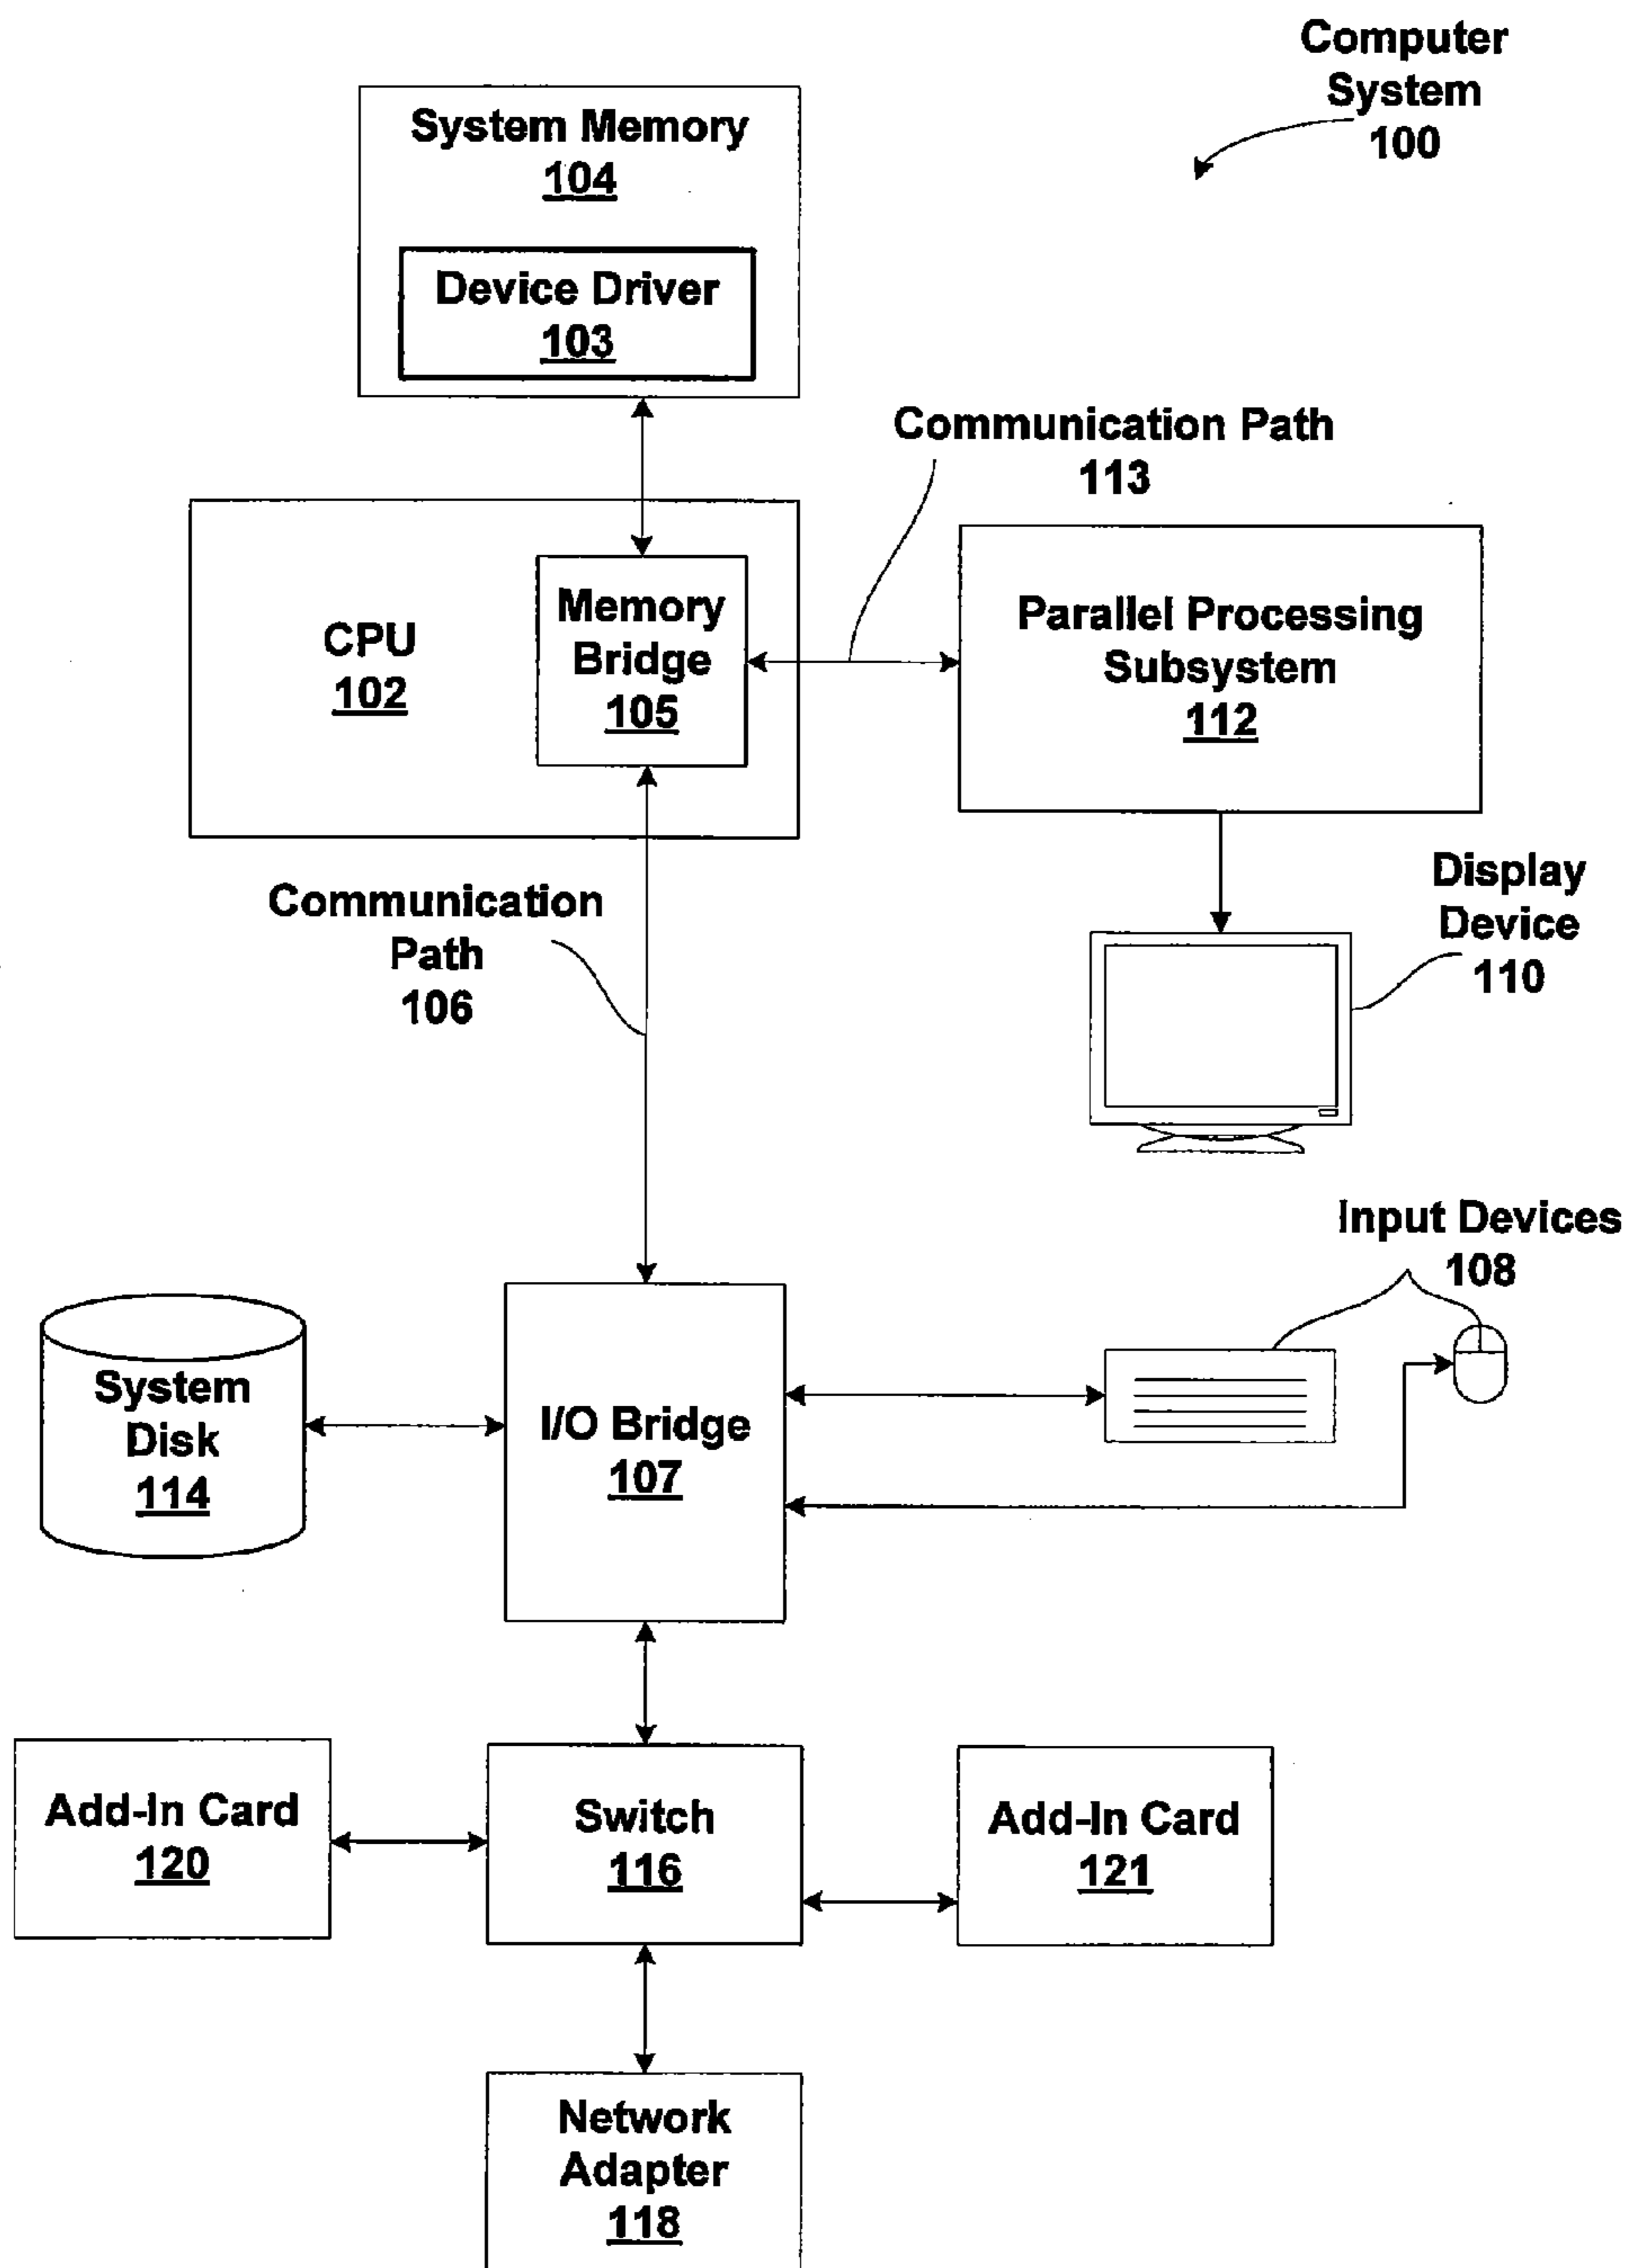 Computer
System
100
System Memory
104
Device Driver
103
Communication Path
113
CPU
102
Memory
Bridge
105
Parallel Processing
Subsystem
112
Communication
Path
106
Display
Device
110
Input Devices
108
System
Disk
114
I/O Bridge
107
Add-In Card
120
Switch
116
Add-In Card
121
Network
Adapter
118